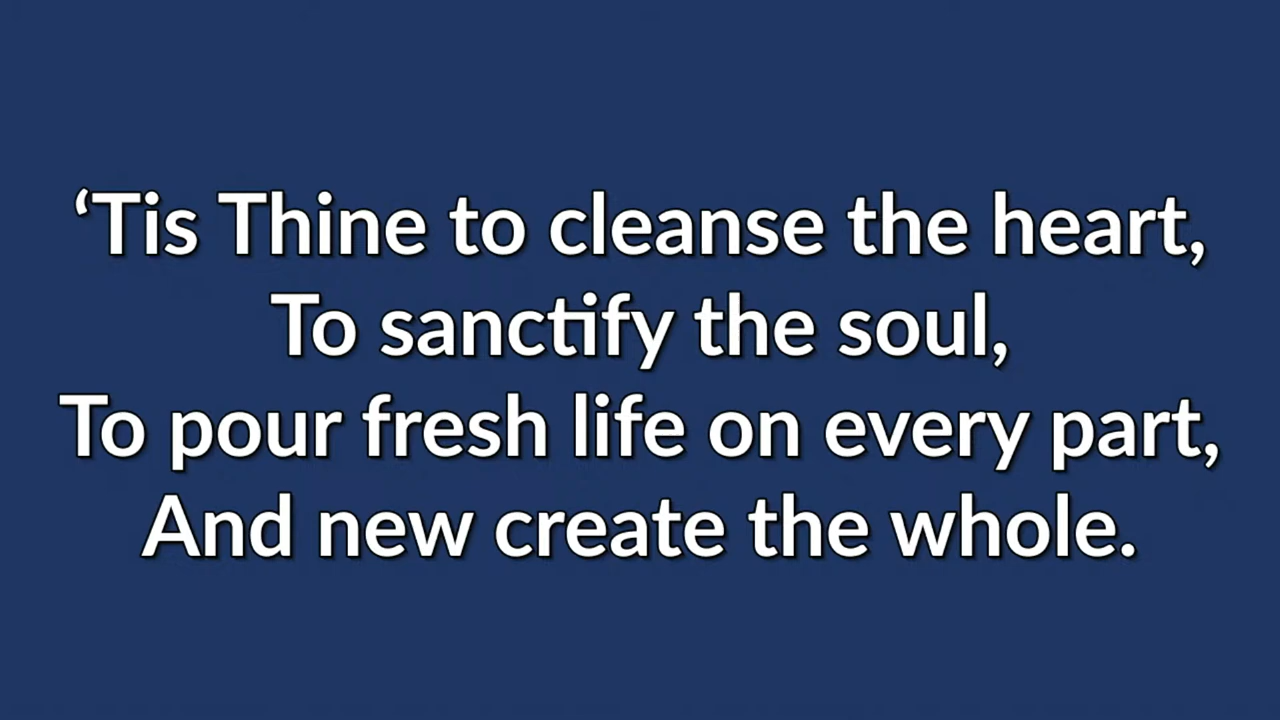 ‘Tis Thine to cleanse the heart,
To sanctify the soul,
To pour fresh life on every part,
And new create the whole.